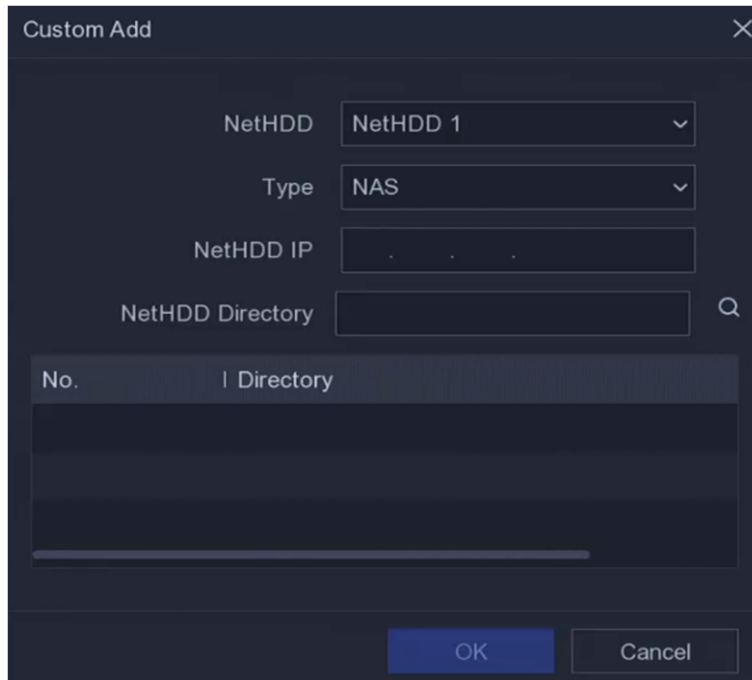 Custom Add
NetHDD NetHDD 1
Type NAS
NetHDD IP . . .
NetHDD Directory
No. Directory
OK Cancel